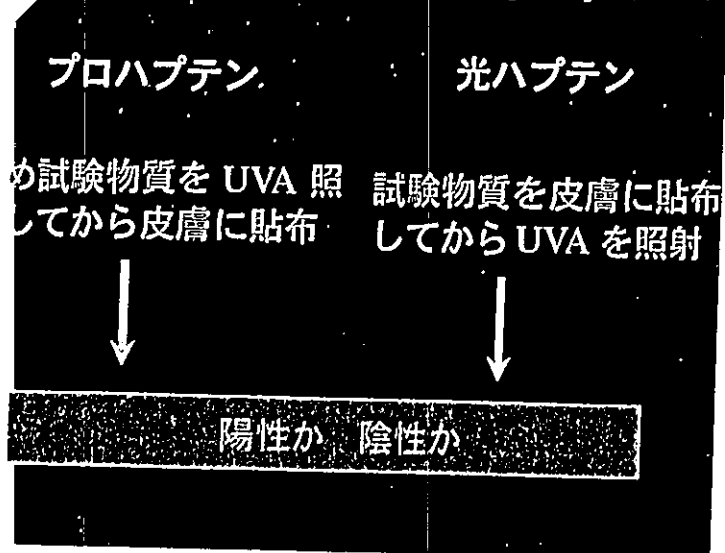 プロハプテン
光ハプテン
め試験物質を UVA 照
してから皮膚に貼布
試験物質を皮膚に貼布
してから UVA を照射
陽性か 陰性か